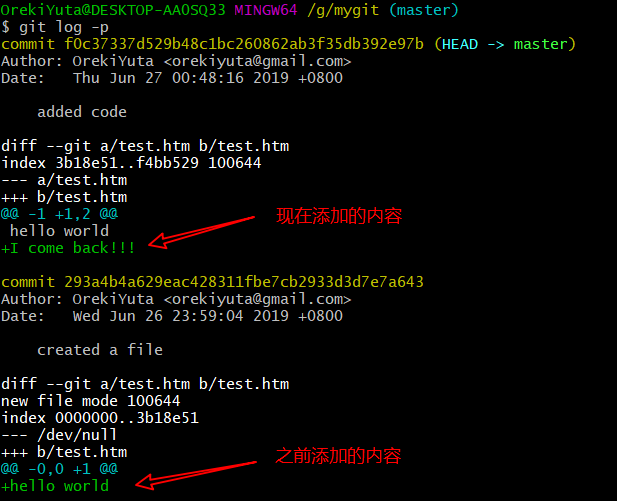 OrekiYuta@DESKTOP-AA0SQ33 MINGW64 /g/mygit (master)
$ git log -p
commit f0c37337d529b48c1bc260862ab3f35db392e97b (HEAD -> master)
Author: OrekiYuta <orekiyuta@gmail.com>
Date:   Thu Jun 27 00:48:16 2019 +0800
    added code
diff --git a/test.htm b/test.htm
index 3b18e51..f4bb529 100644
--- a/test.htm
+++ b/test.htm
@@ -1 +1,2 @@ 现在添加的内容
 hello world
+I come back!!!
commit 293a4b4a629eac428311fbe7cb2933d3d7e7a643
Author: OrekiYuta <orekiyuta@gmail.com>
Date:   Wed Jun 26 23:59:04 2019 +0800
    created a file
diff --git a/test.htm b/test.htm
new file mode 100644
index 0000000..3b18e51
--- /dev/null
+++ b/test.htm 之前添加的内容
@@ -0,0 +1 @@
+hello world